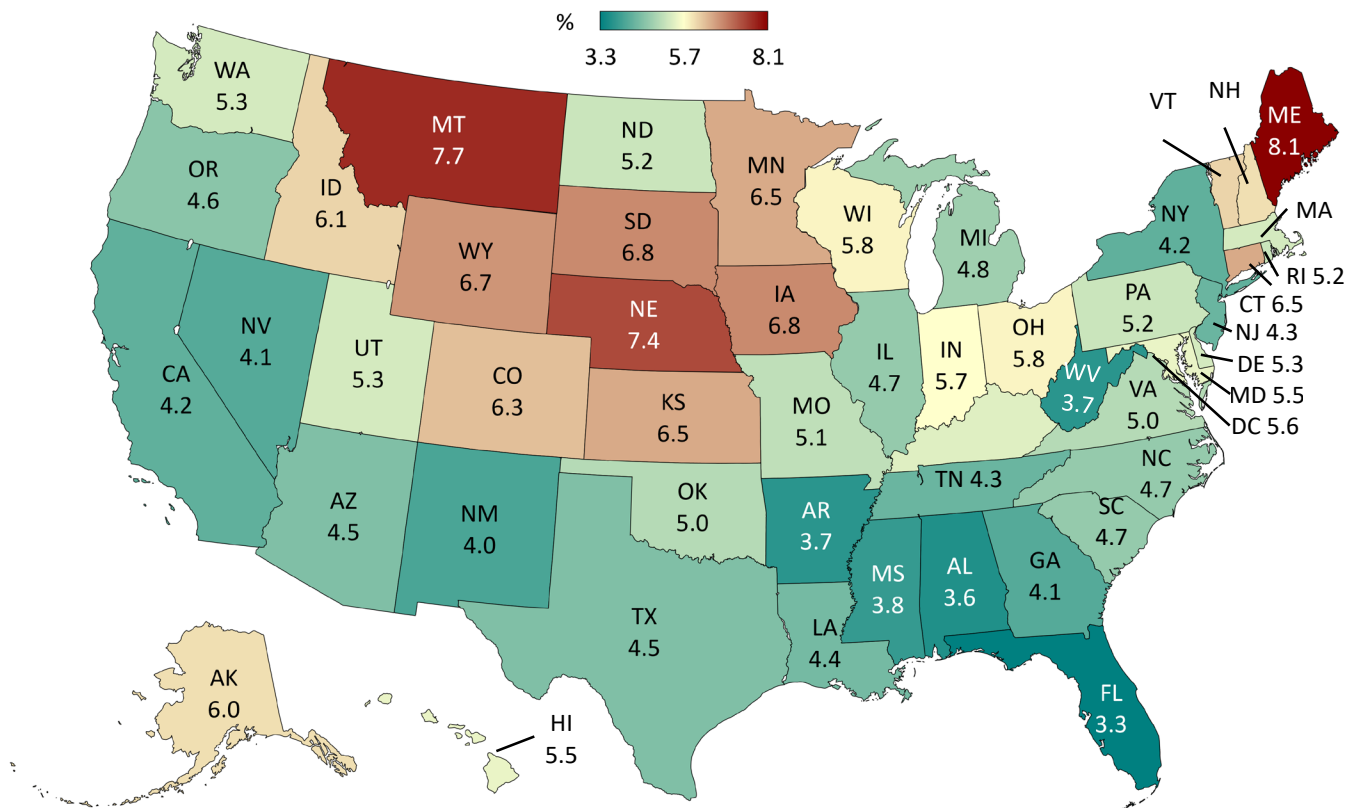 %
3.3 5.7 8.1
WA
5.3
MT
7.7
ND
5.2
MN
6.5
VT
NH
ME
8.1
OR
4.6
ID
6.1
WY
6.7
SD
6.8
WI
5.8
MI
4.8
NY
4.2
MA
RI 5.2
CT 6.5
NJ 4.3
DE 5.3
MD 5.5
DC 5.6
PA
5.2
NE
7.4
IA
6.8
NV
4.1
UT
5.3
CO
6.3
CA
4.2
KS
6.5
MO
5.1
IL
4.7
IN
5.7
OH
5.8
WV
3.7
VA
5.0
NC
4.7
TN 4.3
SC
4.7
AZ
4.5
NM
4.0
OK
5.0
AR
3.7
MS
3.8
AL
3.6
GA
4.1
TX
4.5
LA
4.4
FL
3.3
AK
6.0
HI
5.5